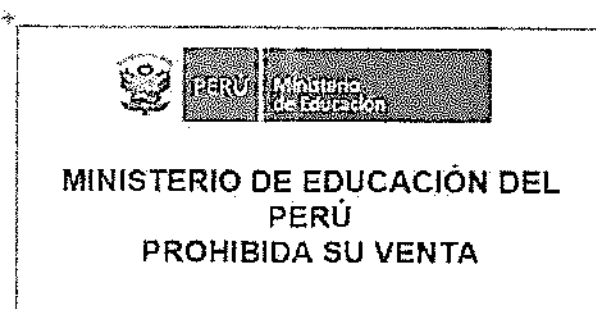 PERÚ
Ministerio
de Educación
MINISTERIO DE EDUCACIÓN DEL
PERÚ
PROHIBIDA SU VENTA